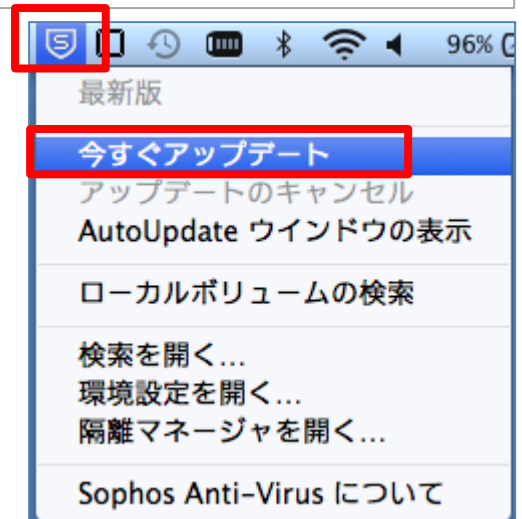 96%
最新版
今すぐアップデート
アップデートのキャンセル
AutoUpdate ウインドウの表示
ローカルボリュームの検索
検索を開く...
環境設定を開く...
隔離マネージャを開く...
Sophos Anti-Virus について